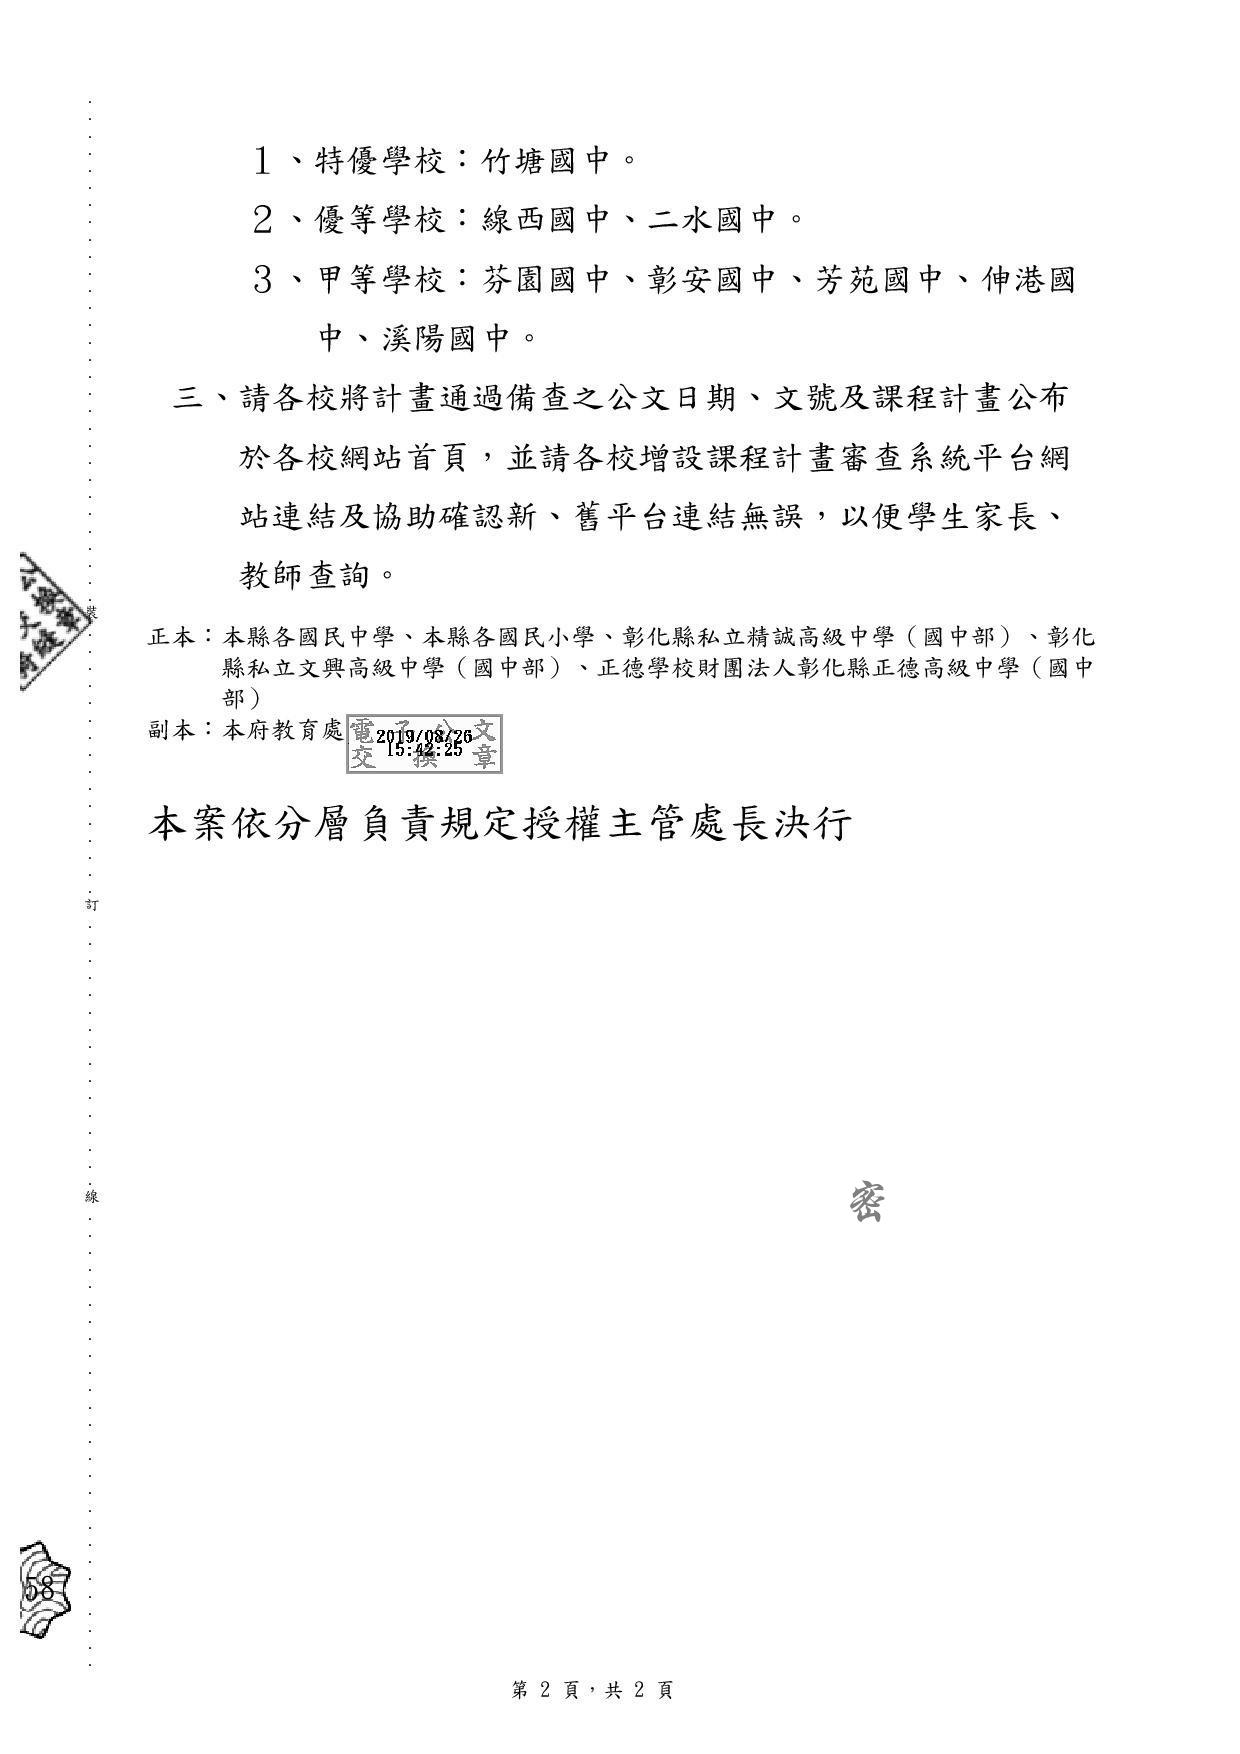 １、特優學校：竹塘國中。
２、優等學校：線西國中、二水國中。
３、甲等學校：芬園國中、彰安國中、芳苑國中、伸港國
中、溪陽國中。
三、請各校將計畫通過備查之公文日期、文號及課程計畫公布
於各校網站首頁，並請各校增設課程計畫審查系統平台網
站連結及協助確認新、舊平台連結無誤，以便學生家長、
教師查詢。
裝
正本：本縣各國民中學、本縣各國民小學、彰化縣私立精誠高級中學（國中部）、彰化
縣私立文興高級中學（國中部）、正德學校財團法人彰化縣正德高級中學（國中
部）
副本：本府教育處
電子公文
2019/08/26
15:42:25
交換章
本案依分層負責規定授權主管處長決行
訂
線
密
58
第 2 頁，共 2 頁